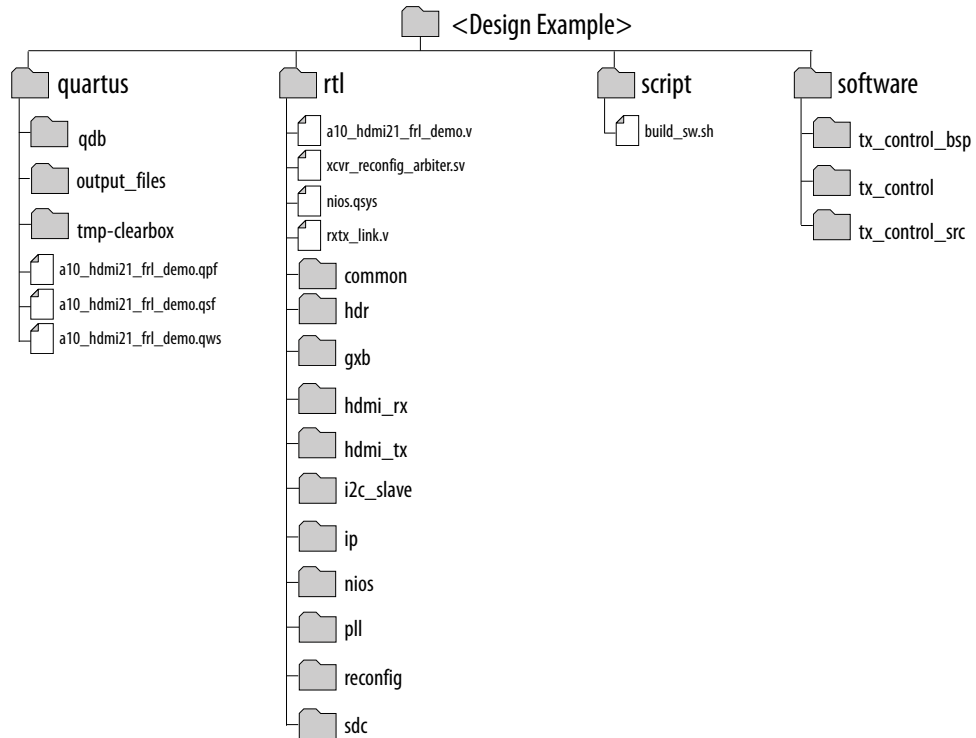 <Design Example>
quartus
qdb
output_files
tmp-clearbox
a10_hdmi21_frl_demo.qpf
a10_hdmi21_frl_demo.qsf
a10_hdmi21_frl_demo.qws
rtl
a10_hdmi21_frl_demo.v
xcvr_reconfig_arbiter.sv
nios.qsys
rxtx_link.v
common
hdr
gxb
hdmi_rx
hdmi_tx
i2c_slave
ip
nios
pll
reconfig
sdc
script
build_sw.sh
software
tx_control_bsp
tx_control
tx_control_src